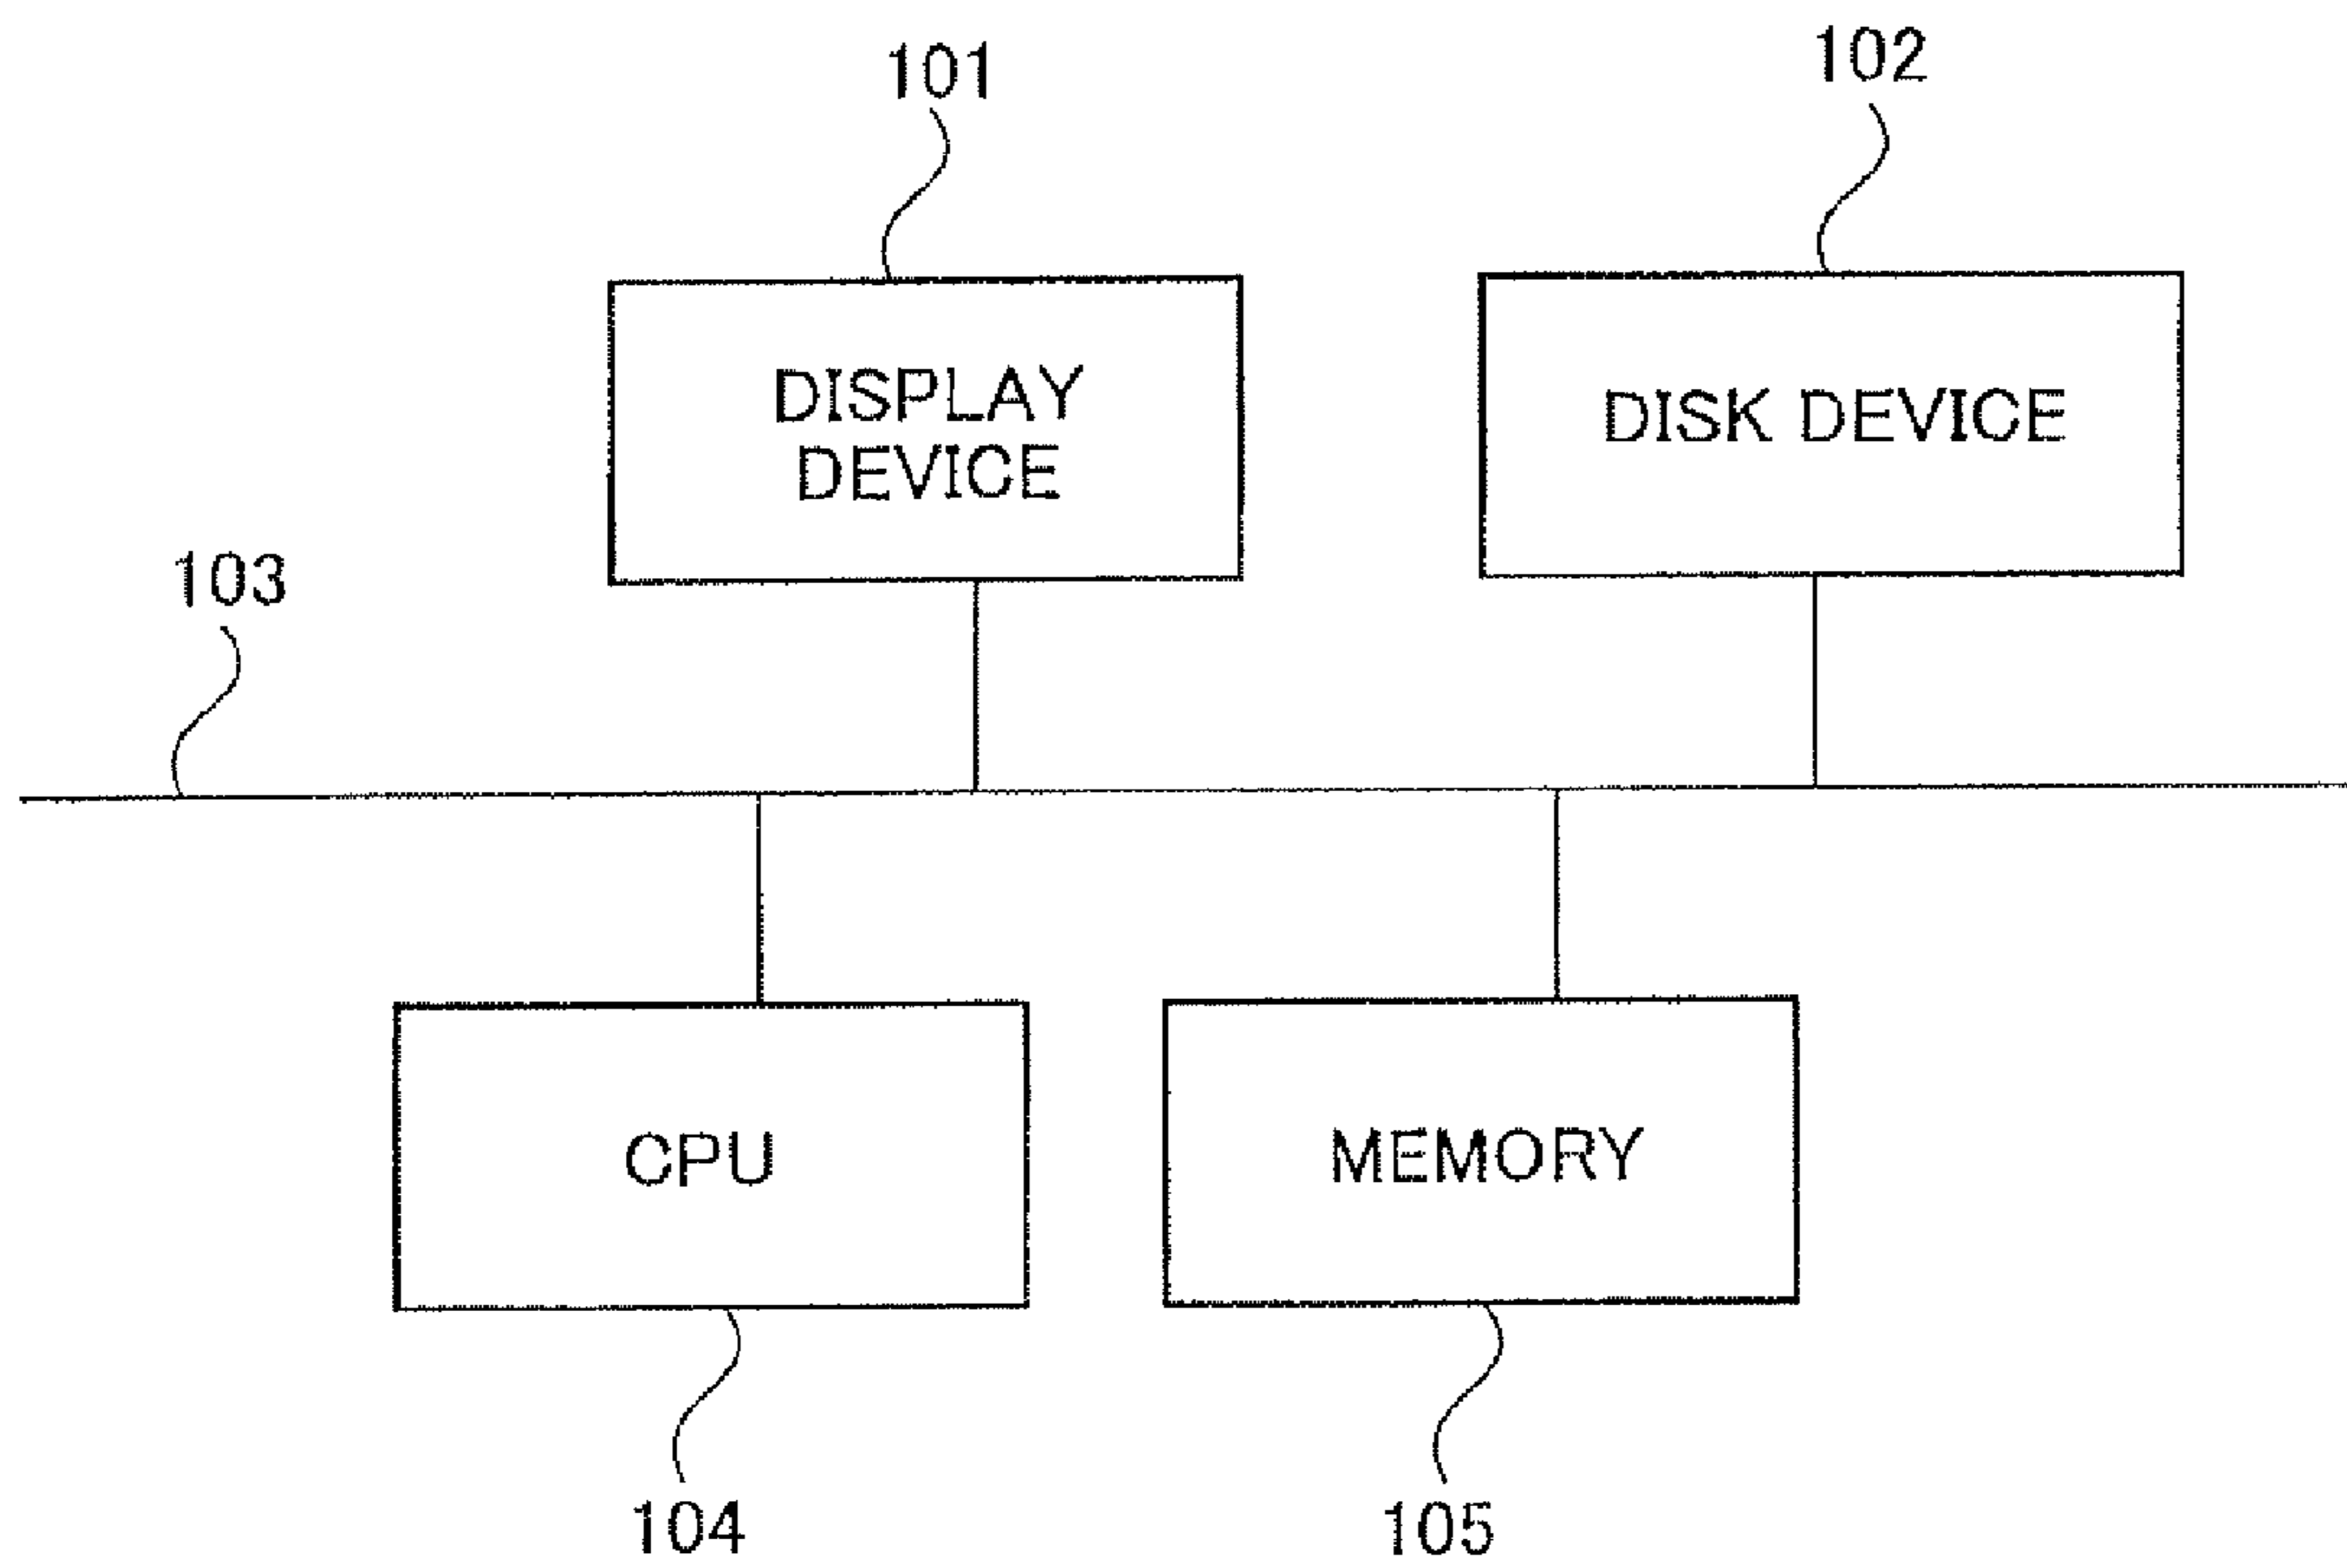 101
102
DISPLAY
DEVICE
DISK DEVICE
103
CPU
MEMORY
104
105